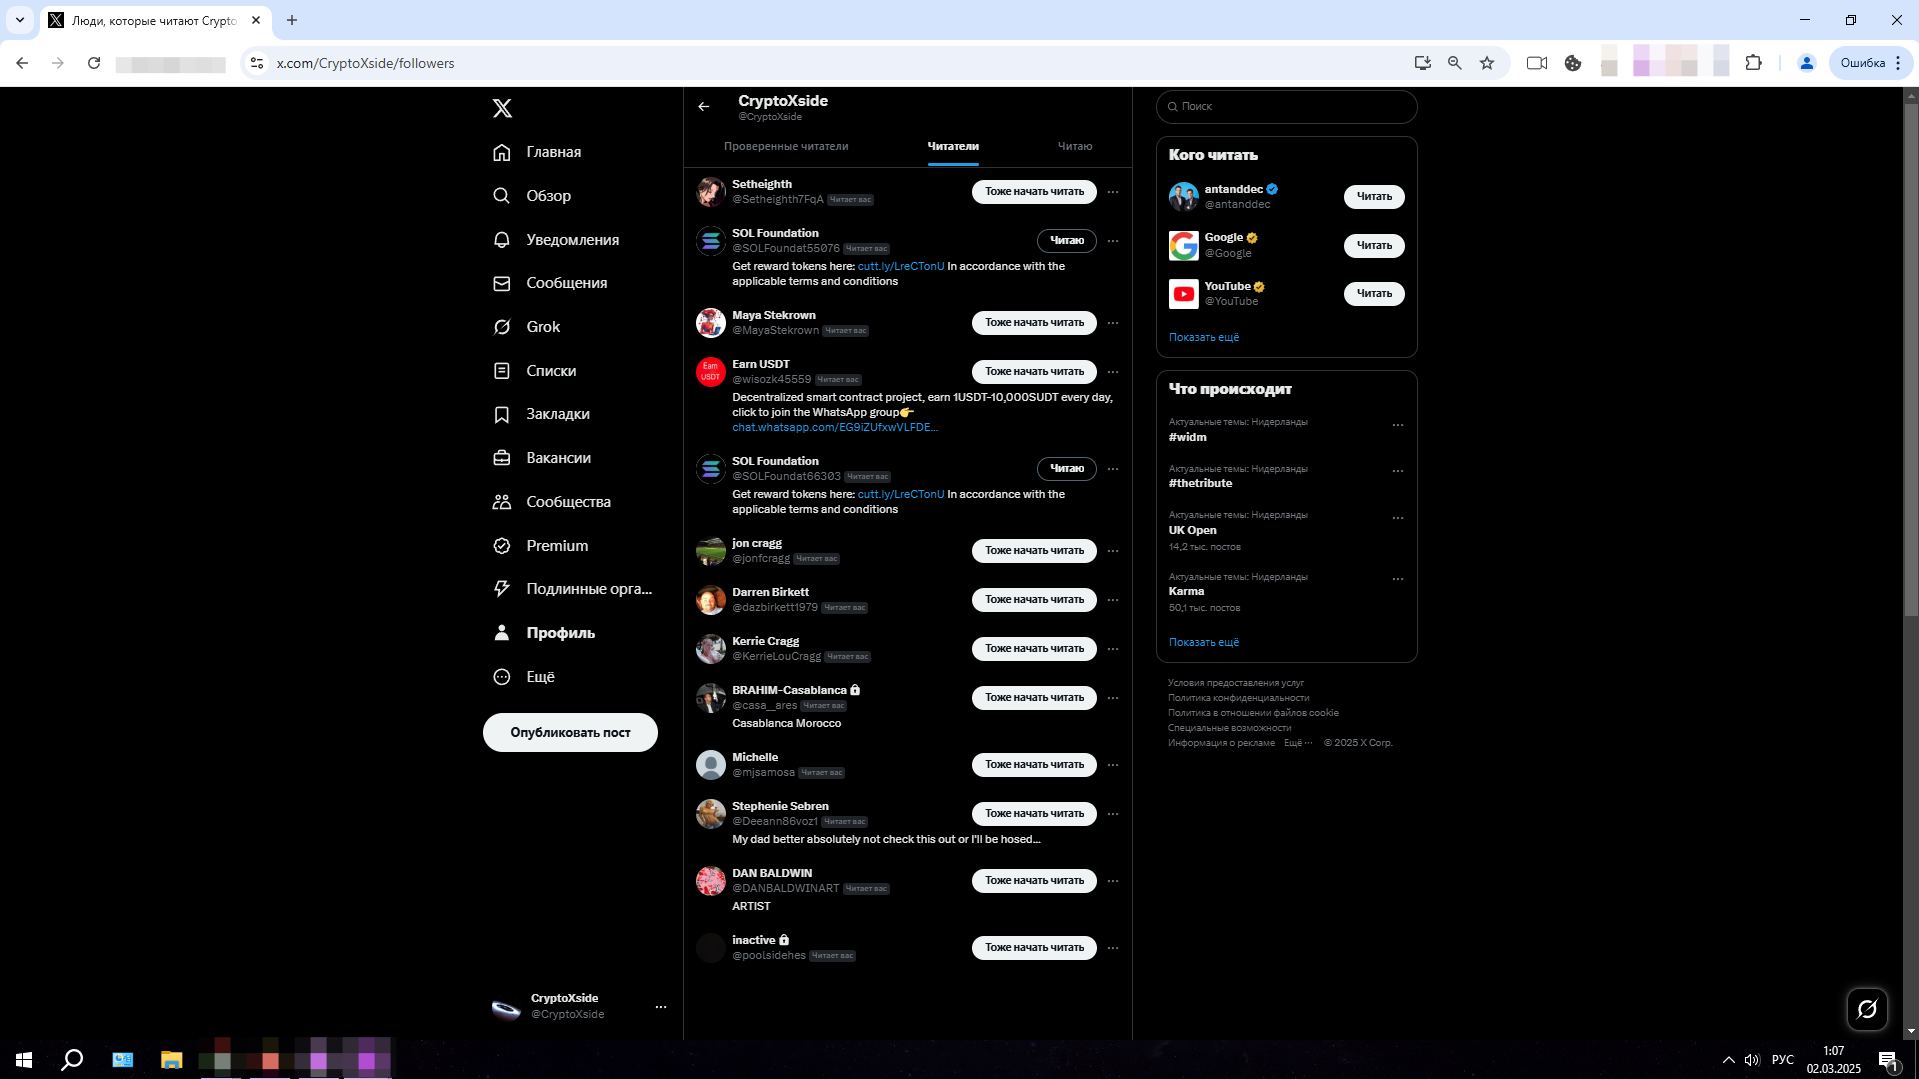 Люди, которые читают Crypto
x.com/CryptoXside/followers
Ошибка
Главная
Обзор
Уведомления
Сообщения
Grok
Списки
Закладки
Вакансии
Сообщества
Premium
Подлинные орга...
Профиль
Ещё
Опубликовать пост
CryptoXside
@CryptoXside
CryptoXside
@CryptoXside
Проверенные читатели
Читатели
Читаю
Setheighth
@Setheighth7FqA Читает вас
Тоже начать читать
SOL Foundation
@SOLFoundat55076 Читает вас
Читаю
Get reward tokens here: cutt.ly/LreCTonU In accordance with the
applicable terms and conditions
Maya Stekrown
@MayaStekrown Читает вас
Тоже начать читать
Earn USDT
Earn USDT
@wisozk45559 Читает вас
Тоже начать читать
Decentralized smart contract project, earn 1USDT-10,000SUDT every day,
click to join the WhatsApp group👉
chat.whatsapp.com/EG9iZUfxwVLFDE...
SOL Foundation
@SOLFoundat66303 Читает вас
Читаю
Get reward tokens here: cutt.ly/LreCTonU In accordance with the
applicable terms and conditions
jon cragg
@jonfcragg Читает вас
Тоже начать читать
Darren Birkett
@dazbirkett1979 Читает вас
Тоже начать читать
Kerrie Cragg
@KerrieLouCragg Читает вас
Тоже начать читать
BRAHIM-Casablanca
@casa__ares Читает вас
Тоже начать читать
Casablanca Morocco
Michelle
@mjsamosa Читает вас
Тоже начать читать
Stephenie Sebren
@Deeann86voz1 Читает вас
Тоже начать читать
My dad better absolutely not check this out or I'll be hosed...
DAN BALDWIN
@DANBALDWINART Читает вас
Тоже начать читать
ARTIST
inactive
@poolsidehes Читает вас
Тоже начать читать
Поиск
Кого читать
antanddec
@antanddec
Читать
Google
@Google
Читать
YouTube
@YouTube
Читать
Показать ещё
Что происходит
Актуальные темы: Нидерланды
#widm
Актуальные темы: Нидерланды
#thetribute
Актуальные темы: Нидерланды
UK Open
14,2 тыс. постов
Актуальные темы: Нидерланды
Karma
50,1 тыс. постов
Показать ещё
Условия предоставления услуг
Политика конфиденциальности
Политика в отношении файлов cookie
Специальные возможности
Информация о рекламе Ещё ··· © 2025 X Corp.
РУС
1:07
02.03.2025
1